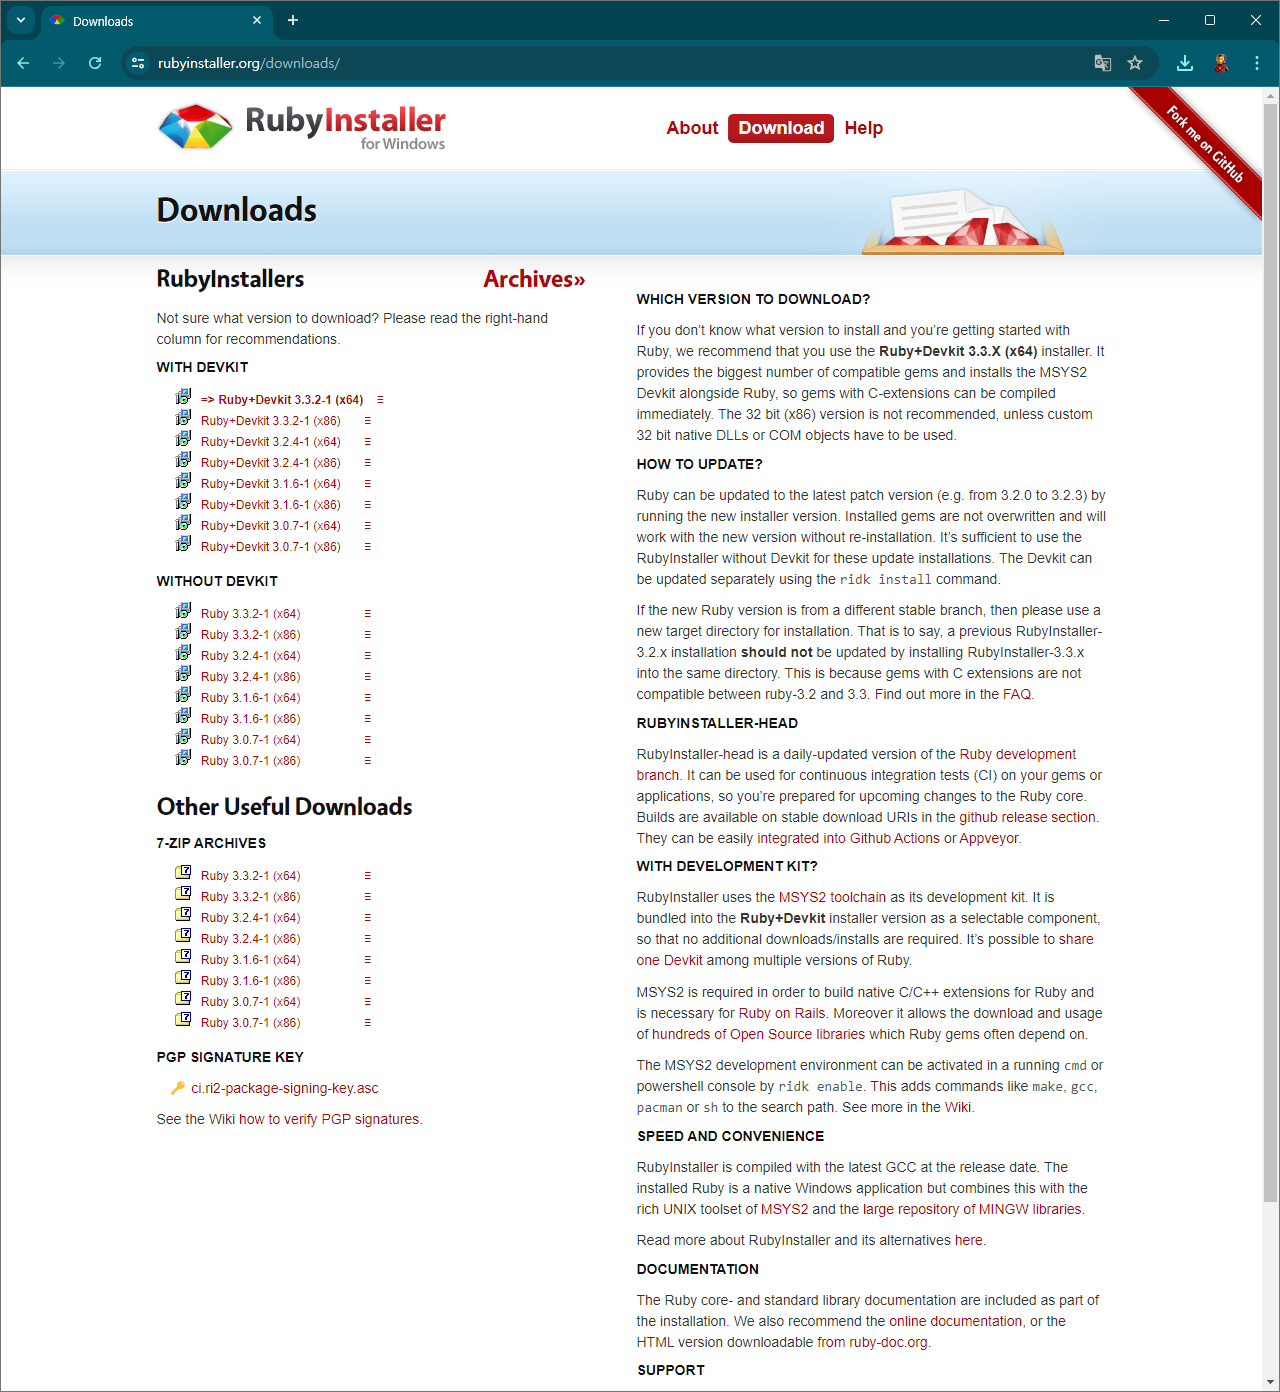 Downloads
rubyinstaller.org/downloads/
RubyInstaller
for Windows
About
Download
Help
Fork me on GitHub
Downloads
RubyInstallers
Archives»
Not sure what version to download? Please read the right-hand
column for recommendations.
WITH DEVKIT
=> Ruby+Devkit 3.3.2-1 (x64)
Ruby+Devkit 3.3.2-1 (x86)
Ruby+Devkit 3.2.4-1 (x64)
Ruby+Devkit 3.2.4-1 (x86)
Ruby+Devkit 3.1.6-1 (x64)
Ruby+Devkit 3.1.6-1 (x86)
Ruby+Devkit 3.0.7-1 (x64)
Ruby+Devkit 3.0.7-1 (x86)
WITHOUT DEVKIT
Ruby 3.3.2-1 (x64)
Ruby 3.3.2-1 (x86)
Ruby 3.2.4-1 (x64)
Ruby 3.2.4-1 (x86)
Ruby 3.1.6-1 (x64)
Ruby 3.1.6-1 (x86)
Ruby 3.0.7-1 (x64)
Ruby 3.0.7-1 (x86)
Other Useful Downloads
7-ZIP ARCHIVES
Ruby 3.3.2-1 (x64)
Ruby 3.3.2-1 (x86)
Ruby 3.2.4-1 (x64)
Ruby 3.2.4-1 (x86)
Ruby 3.1.6-1 (x64)
Ruby 3.1.6-1 (x86)
Ruby 3.0.7-1 (x64)
Ruby 3.0.7-1 (x86)
PGP SIGNATURE KEY
ci.ri2-package-signing-key.asc
See the Wiki how to verify PGP signatures.
WHICH VERSION TO DOWNLOAD?
If you don’t know what version to install and you’re getting started with
Ruby, we recommend that you use the Ruby+Devkit 3.3.X (x64) installer. It
provides the biggest number of compatible gems and installs the MSYS2
Devkit alongside Ruby, so gems with C-extensions can be compiled
immediately. The 32 bit (x86) version is not recommended, unless custom
32 bit native DLLs or COM objects have to be used.
HOW TO UPDATE?
Ruby can be updated to the latest patch version (e.g. from 3.2.0 to 3.2.3) by
running the new installer version. Installed gems are not overwritten and will
work with the new version without re-installation. It’s sufficient to use the
RubyInstaller without Devkit for these update installations. The Devkit can
be updated separately using the ridk install command.
If the new Ruby version is from a different stable branch, then please use a
new target directory for installation. That is to say, a previous RubyInstaller-
3.2.x installation should not be updated by installing RubyInstaller-3.3.x
into the same directory. This is because gems with C extensions are not
compatible between ruby-3.2 and 3.3. Find out more in the FAQ.
RUBYINSTALLER-HEAD
RubyInstaller-head is a daily-updated version of the Ruby development
branch. It can be used for continuous integration tests (CI) on your gems or
applications, so you’re prepared for upcoming changes to the Ruby core.
Builds are available on stable download URIs in the github release section.
They can be easily integrated into Github Actions or Appveyor.
WITH DEVELOPMENT KIT?
RubyInstaller uses the MSYS2 toolchain as its development kit. It is
bundled into the Ruby+Devkit installer version as a selectable component,
so that no additional downloads/installs are required. It’s possible to share
one Devkit among multiple versions of Ruby.
MSYS2 is required in order to build native C/C++ extensions for Ruby and
is necessary for Ruby on Rails. Moreover it allows the download and usage
of hundreds of Open Source libraries which Ruby gems often depend on.
The MSYS2 development environment can be activated in a running cmd or
powershell console by ridk enable. This adds commands like make, gcc,
pacman or sh to the search path. See more in the Wiki.
SPEED AND CONVENIENCE
RubyInstaller is compiled with the latest GCC at the release date. The
installed Ruby is a native Windows application but combines this with the
rich UNIX toolset of MSYS2 and the large repository of MINGW libraries.
Read more about RubyInstaller and its alternatives here.
DOCUMENTATION
The Ruby core- and standard library documentation are included as part of
the installation. We also recommend the online documentation, or the
HTML version downloadable from ruby-doc.org.
SUPPORT